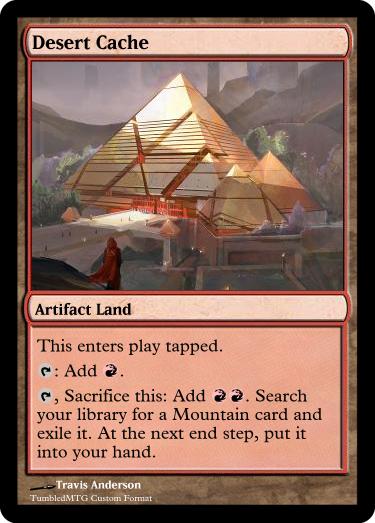 Desert Cache
Artifact Land
This enters play tapped.
: Add .
, Sacrifice this: Add . Search
your library for a Mountain card and
exile it. At the next end step, put it
into your hand.
Travis Anderson
TumbledMTG Custom Format